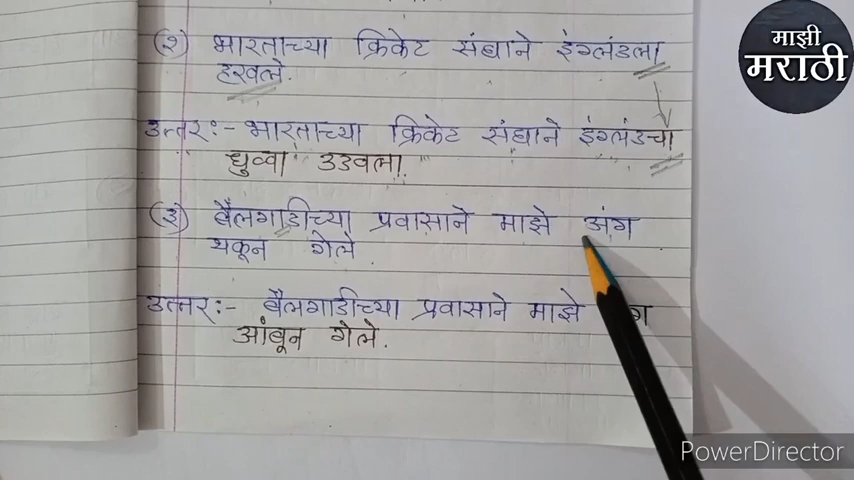 माझी
मराठी
(२) भारताच्या क्रिकेट संघाने इंग्लंडला
हरवले.
उत्तर:- भारताच्या क्रिकेट संघाने इंग्लंडचा
धुव्वा उडवला.
(३) बैलगाडीच्या प्रवासाने माझे अंग
थकून गेले
उत्तर:- बैलगाडीच्या प्रवासाने माझे
आंबून गेले.
PowerDirector